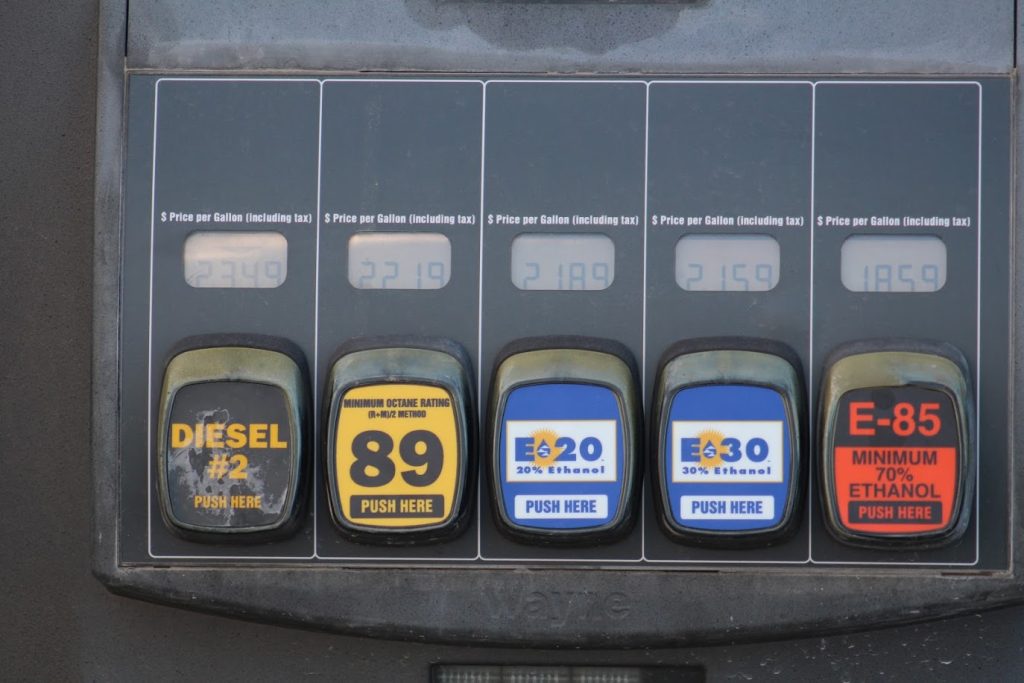 $ Price per Gallon (including tax)
$ Price per Gallon (including tax)
$ Price per Gallon (including tax)
$ Price per Gallon (including tax)
$ Price per Gallon (including tax)
2349
2219
2189
2159
1859
DIESEL
#2
PUSH HERE
MINIMUM OCTANE RATING
(R+M)/2 METHOD
89
PUSH HERE
E20
20% Ethanol
PUSH HERE
E30
30% Ethanol
PUSH HERE
E-85
MINIMUM
70%
ETHANOL
PUSH HERE
Wayne